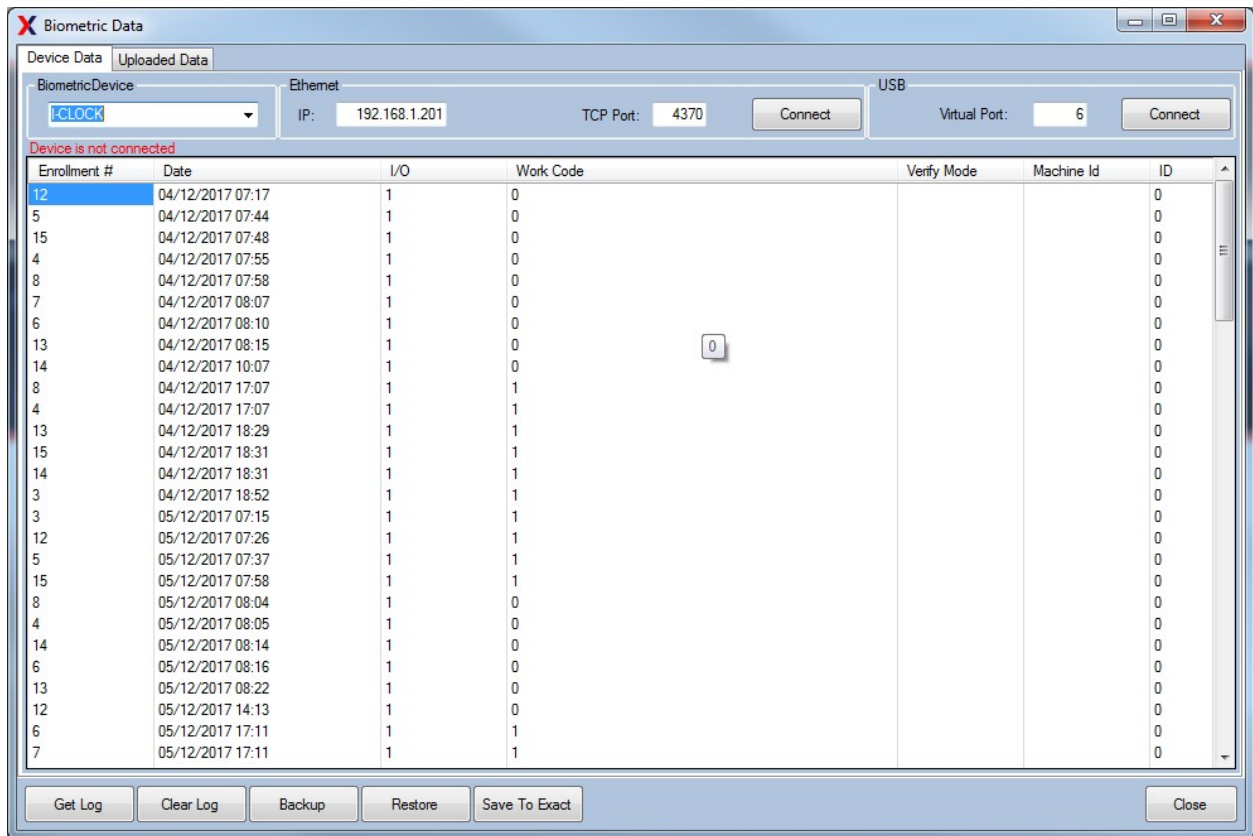 Biometric Data
Device Data Uploaded Data
BiometricDevice Ethernet USB
I-CLOCK IP: 192.168.1.201 TCP Port: 4370 Connect Virtual Port: 6 Connect
Device is not connected
Enrollment # Date I/O Work Code Verify Mode Machine Id ID
12 04/12/2017 07:17 1 0 0
5 04/12/2017 07:44 1 0 0
15 04/12/2017 07:48 1 0 0
4 04/12/2017 07:55 1 0 0
8 04/12/2017 07:58 1 0 0
7 04/12/2017 08:07 1 0 0
6 04/12/2017 08:10 1 0 0
13 04/12/2017 08:15 1 0 0 0
14 04/12/2017 10:07 1 0 0
8 04/12/2017 17:07 1 1 0
4 04/12/2017 17:07 1 1 0
13 04/12/2017 18:29 1 1 0
15 04/12/2017 18:31 1 1 0
14 04/12/2017 18:31 1 1 0
3 04/12/2017 18:52 1 1 0
3 05/12/2017 07:15 1 1 0
12 05/12/2017 07:26 1 1 0
5 05/12/2017 07:37 1 1 0
15 05/12/2017 07:58 1 1 0
8 05/12/2017 08:04 1 0 0
4 05/12/2017 08:05 1 0 0
14 05/12/2017 08:14 1 0 0
6 05/12/2017 08:16 1 0 0
13 05/12/2017 08:22 1 0 0
12 05/12/2017 14:13 1 0 0
6 05/12/2017 17:11 1 1 0
7 05/12/2017 17:11 1 1 0
Get Log Clear Log Backup Restore Save To Exact Close